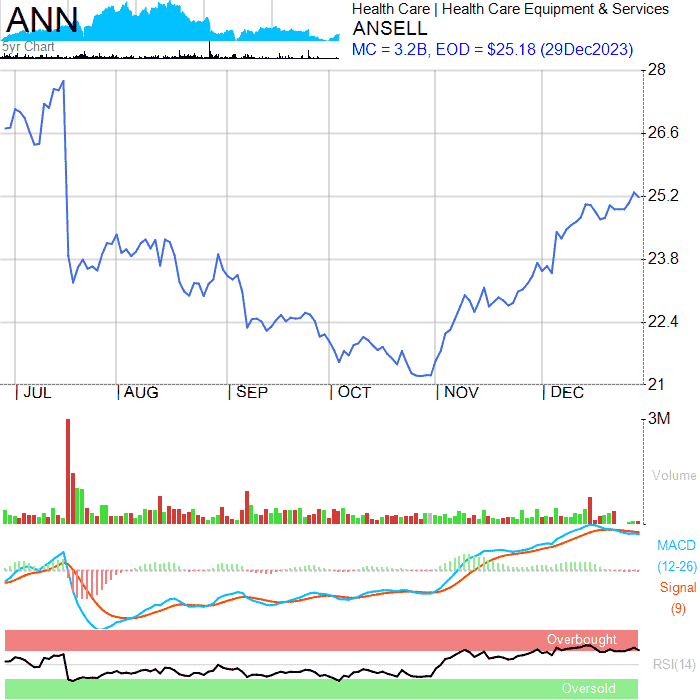 ANN
5yr Chart
Health Care | Health Care Equipment & Services
ANSELL
MC = 3.2B, EOD = $25.18 (29Dec2023)
28
26.6
25.2
23.8
22.4
21
JUL AUG SEP OCT NOV DEC
3M
Volume
MACD
(12-26)
Signal
(9)
Overbought
RSI(14)
Oversold